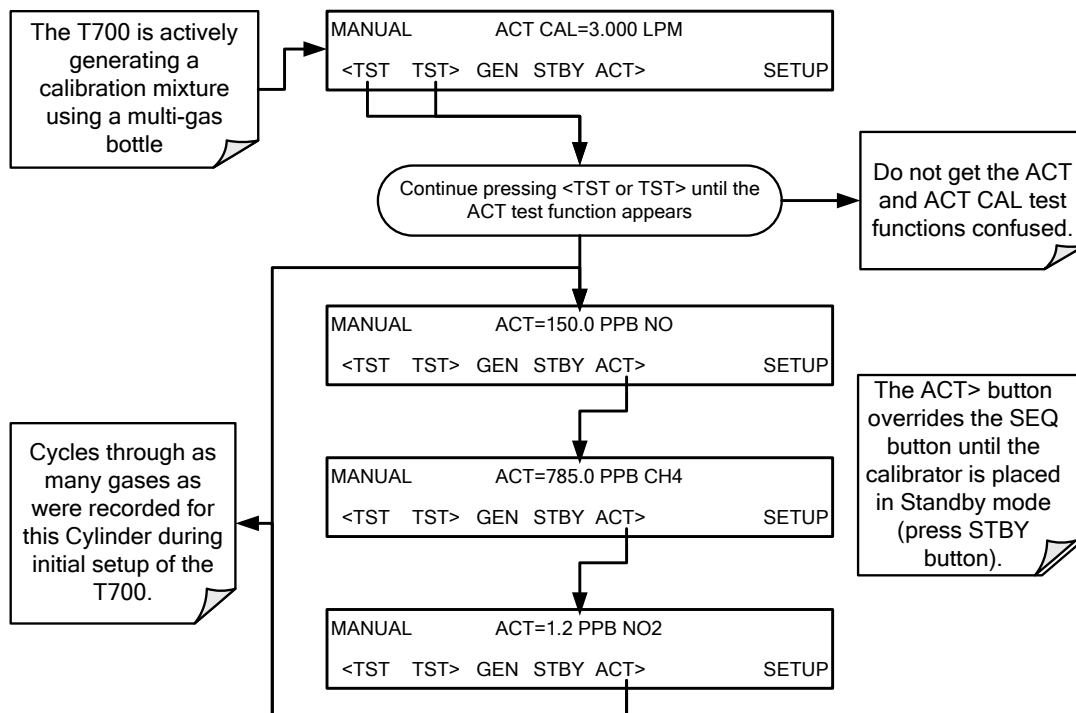 The T700 is actively
generating a
calibration mixture
using a multi-gas
bottle
MANUAL ACT CAL=3.000 LPM
<TST TST> GEN STBY ACT> SETUP
Continue pressing <TST or TST> until the
ACT test function appears
Do not get the ACT
and ACT CAL test
functions confused.
MANUAL ACT=150.0 PPB NO
<TST TST> GEN STBY ACT> SETUP
The ACT> button
overrides the SEQ
button until the
calibrator is placed
in Standby mode
(press STBY
button).
Cycles through as
many gases as
were recorded for
this Cylinder during
initial setup of the
T700.
MANUAL ACT=785.0 PPB CH4
<TST TST> GEN STBY ACT> SETUP
MANUAL ACT=1.2 PPB NO2
<TST TST> GEN STBY ACT> SETUP